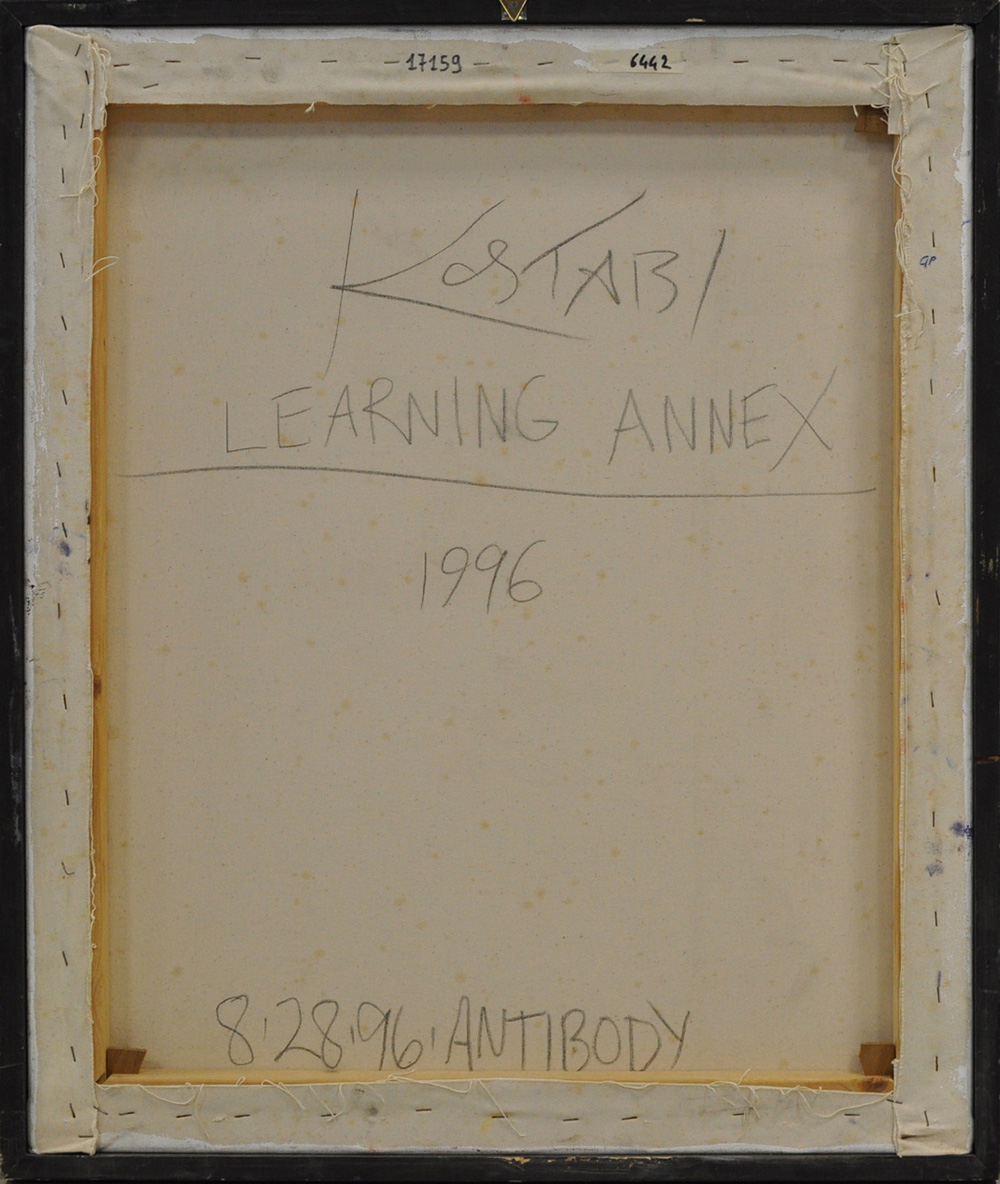 17159 6442
KOSTABI
LEARNING ANNEX
1996
8'28'96'ANTIBODY